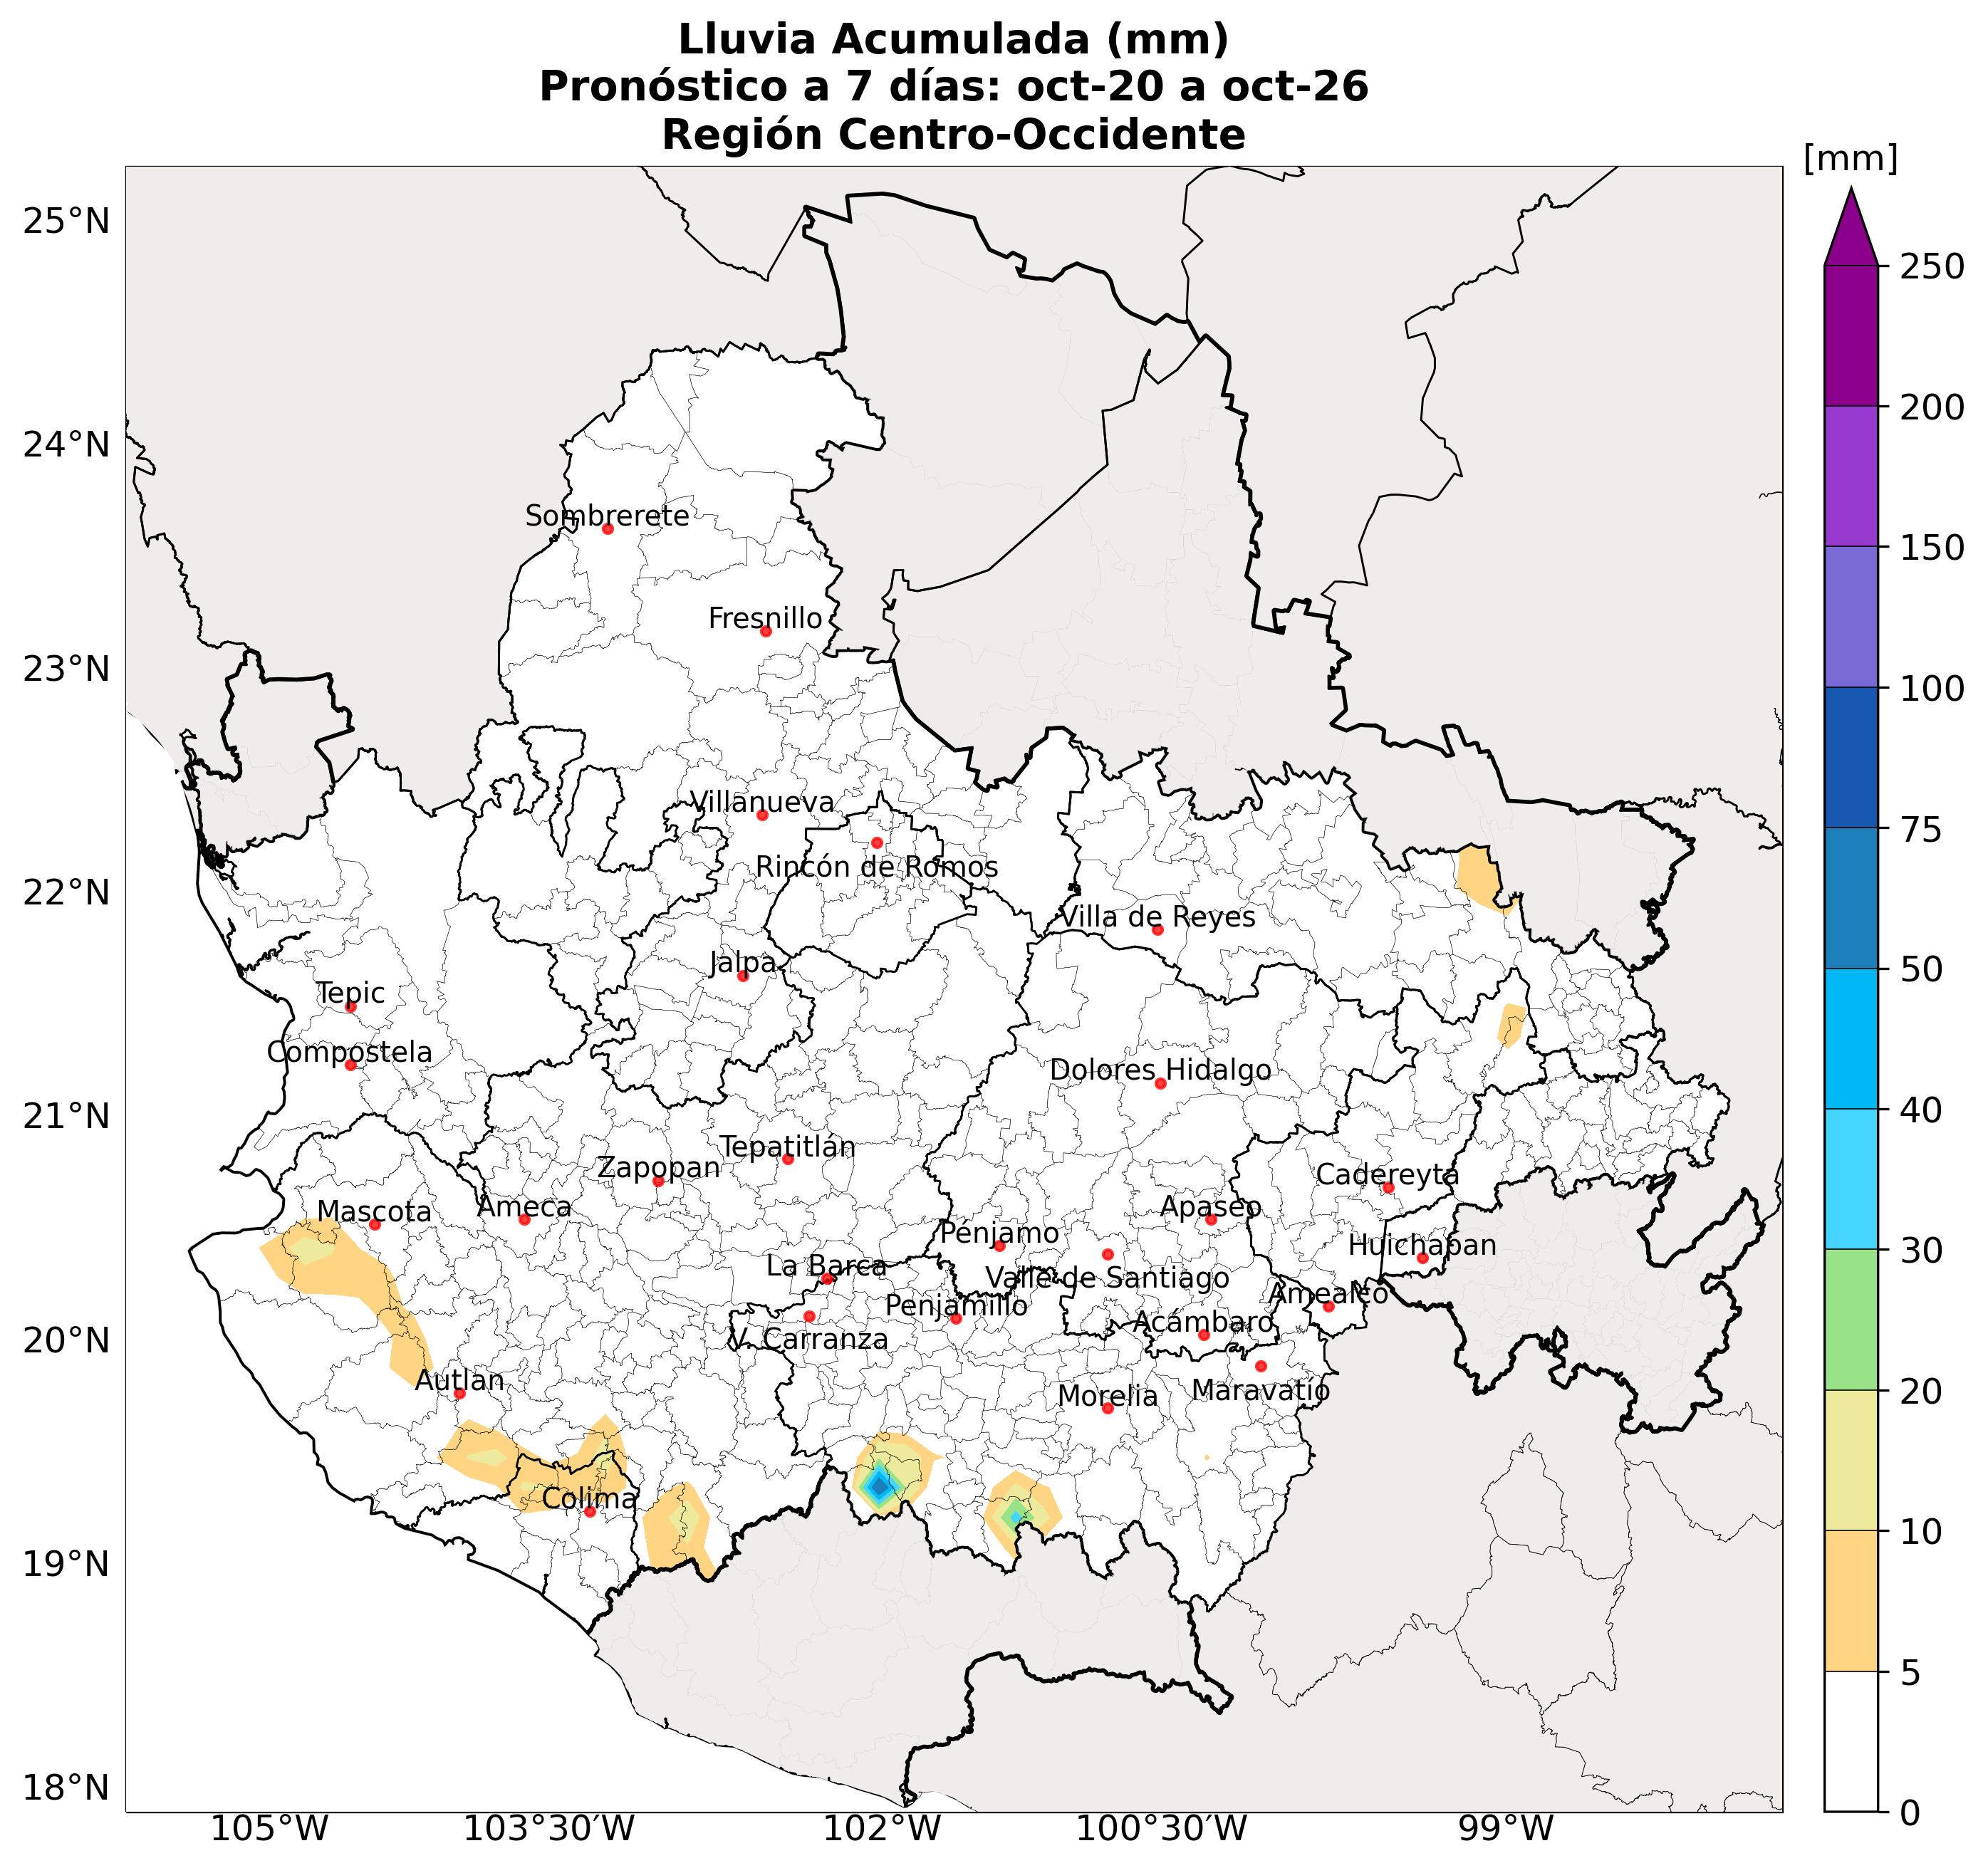 Lluvia Acumulada (mm)
Pronóstico a 7 días: oct-20 a oct-26
Región Centro-Occidente
[mm]
25°N
250
200
24°N
Sombrerete
150
Fresnillo
23°N
100
Villanueva
75
Rincón de Romos
22°N
Villa de Reyes
Jalpa
50
Tepic
Compostela
Dolores Hidalgo
21°N
40
Tepatitlán
Zapopan
Cadereyta
Mascota
Ameca
Apaseo
Pénjamo
Huichapan
30
La Barca
Valle de Santiago
Penjamillo
Amealco
20°N
V. Carranza
Acámbaro
Autlan
Morelia
Maravatío
20
Colima
10
19°N
5
18°N
0
105°W
103°30'W
102°W
100°30'W
99°W